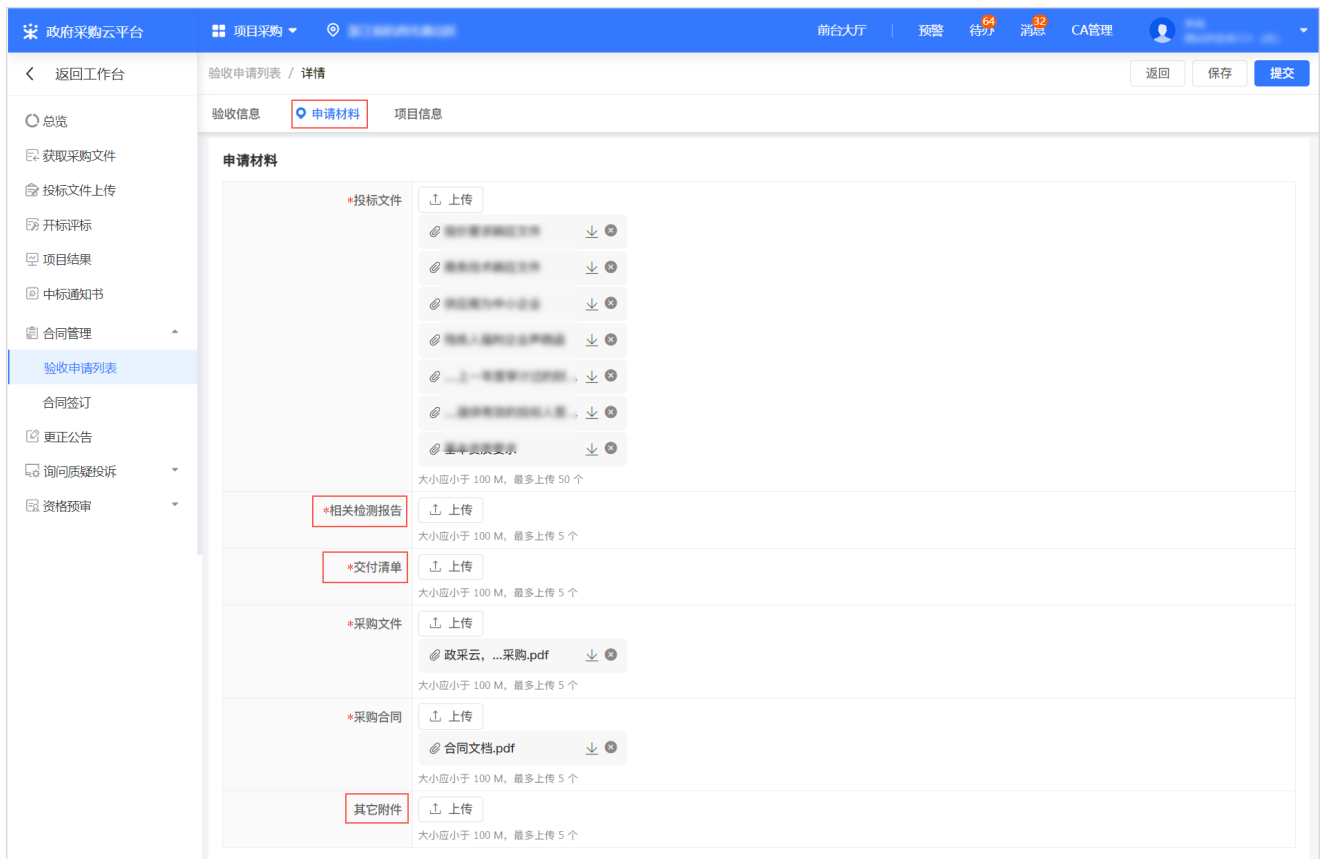 政府采购云平台
项目采购
前台大厅
预警
待办
64
消息
32
CA管理
返回工作台
验收申请列表 / 详情
返回
保存
提交
总览
获取采购文件
投标文件上传
开标评标
项目结果
中标通知书
合同管理
验收申请列表
合同签订
更正公告
询问质疑投诉
资格预审
验收信息
申请材料
项目信息
申请材料
*投标文件
上传
基本资质要求
大小应小于 100 M，最多上传 50 个
*相关检测报告
上传
大小应小于 100 M，最多上传 5 个
*交付清单
上传
大小应小于 100 M，最多上传 5 个
*采购文件
上传
政采云，...采购.pdf
大小应小于 100 M，最多上传 5 个
*采购合同
上传
合同文档.pdf
大小应小于 100 M，最多上传 5 个
其它附件
上传
大小应小于 100 M，最多上传 5 个